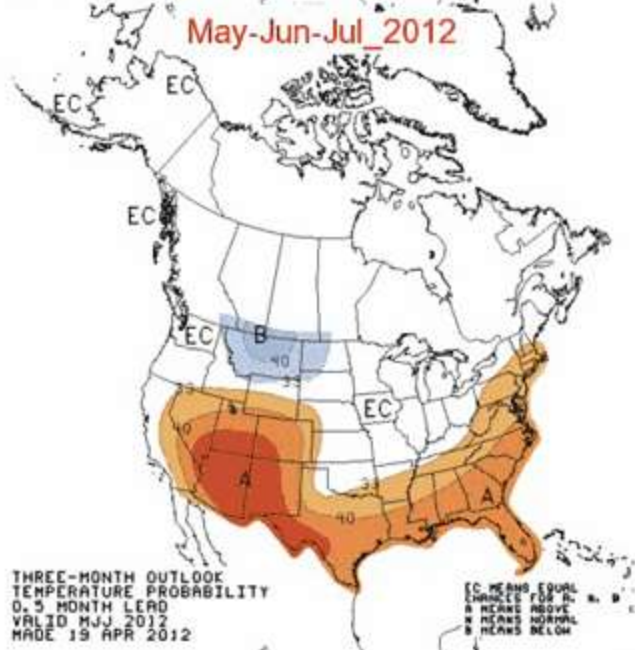 May-Jun-Jul_2012
EC
EC
EC
EC
B
40
33
33
EC
40
A
33
A
40
THREE-MONTH OUTLOOK
TEMPERATURE PROBABILITY
0.5 MONTH LEAD
VALID MJJ 2012
MADE 19 APR 2012
EC MEANS EQUAL
CHANCES FOR A, N, B
A MEANS ABOVE
N MEANS NORMAL
B MEANS BELOW